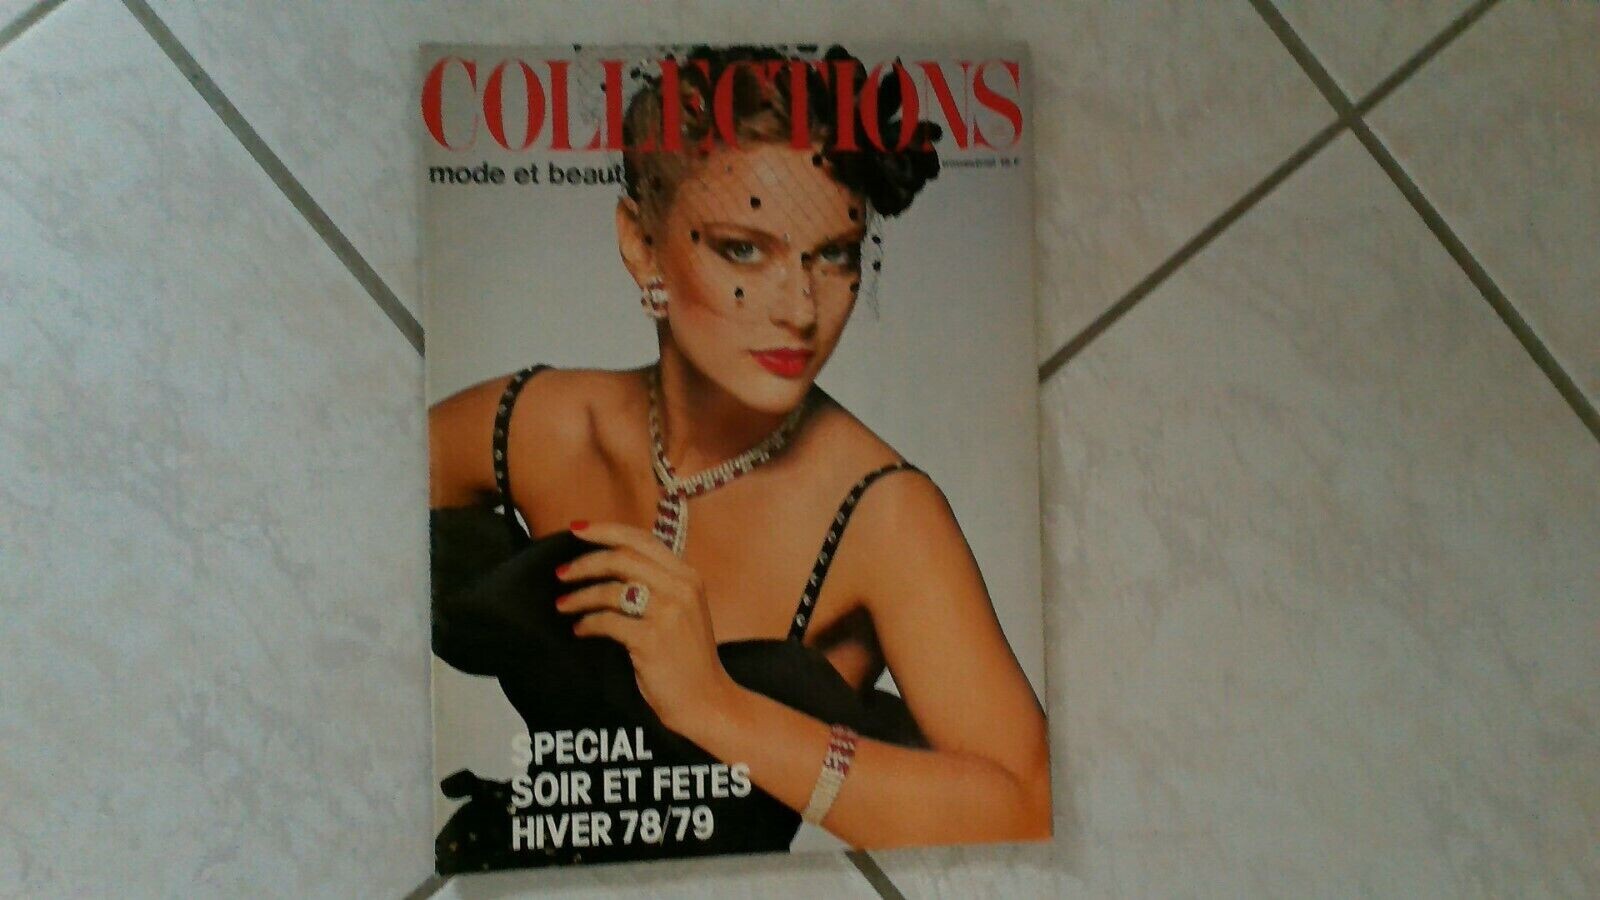 COLLECTIONS
mode et beaut
SPECIAL
SOIR ET FETES
HIVER 78/79